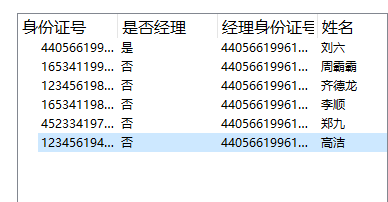 身份证号 是否经理 经理身份证号 姓名
440566199... 是 44056619961... 刘六
165341199... 否 44056619961... 周霸霸
123456198... 否 44056619961... 齐德龙
165341198... 否 44056619961... 李顺
452334197... 否 44056619961... 郑九
123456194... 否 44056619961... 高洁